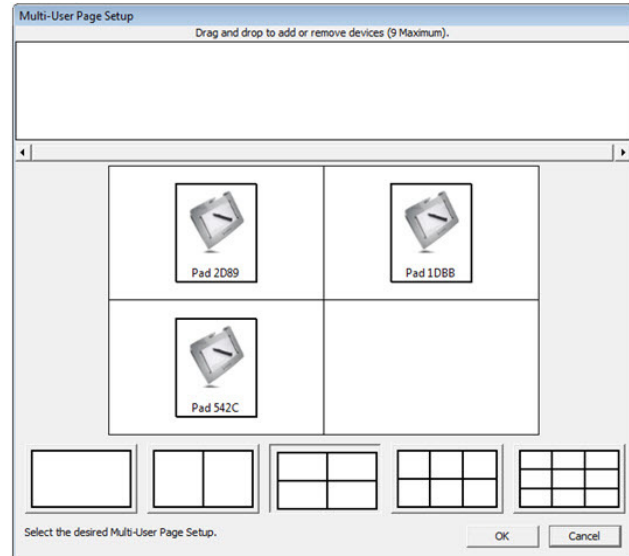 Multi-User Page Setup
Drag and drop to add or remove devices (9 Maximum).
Pad 2D89
Pad 1DBB
Pad 542C
Select the desired Multi-User Page Setup.
OK
Cancel